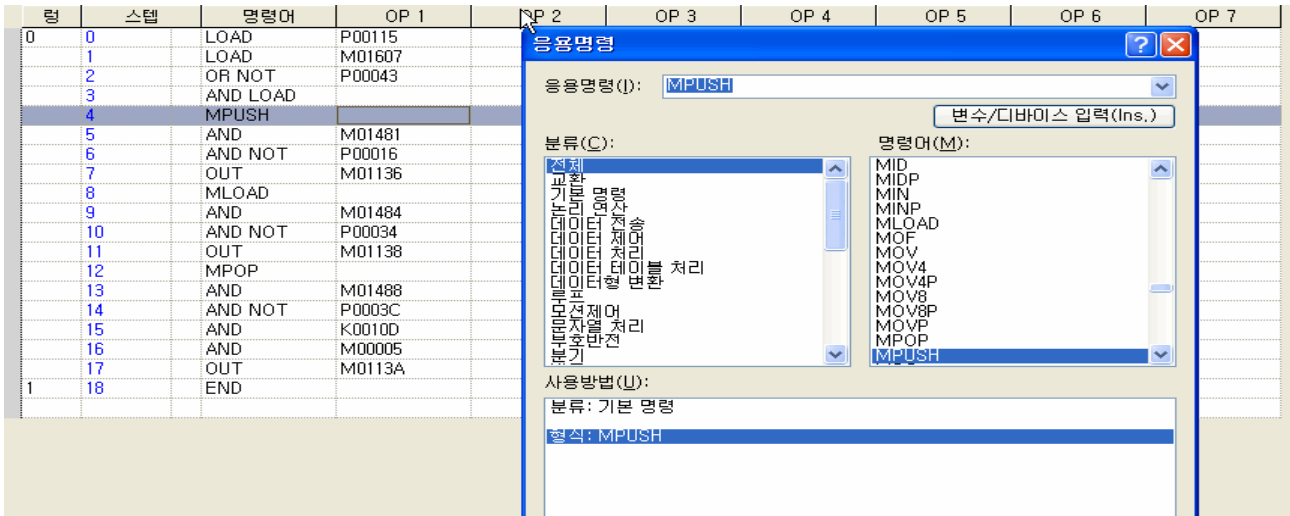 렁 스텝 명령어 OP 1 OP 2 OP 3 OP 4 OP 5 OP 6 OP 7
0 0 LOAD P00115
1 LOAD M01607
2 OR NOT P00043
3 AND LOAD
4 MPUSH
5 AND M01481
6 AND NOT P00016
7 OUT M01136
8 MLOAD
9 AND M01484
10 AND NOT P00034
11 OUT M01138
12 MPOP
13 AND M01488
14 AND NOT P0003C
15 AND K0010D
16 AND M00005
17 OUT M0113A
1 18 END
응용명령
응용명령(I): MPUSH
변수/디바이스 입력(Ins.)
분류(C):
전체
교환
기본 명령
논리 연산
데이터 전송
데이터 제어
데이터 처리
데이터 테이블 처리
데이터형 변환
루프
모션제어
문자열 처리
부호반전
분기
명령어(M):
MID
MIDP
MIN
MINP
MLOAD
MOF
MOV
MOV4
MOV4P
MOV8
MOV8P
MOVP
MPOP
MPUSH
사용방법(U):
분류: 기본 명령
형식: MPUSH